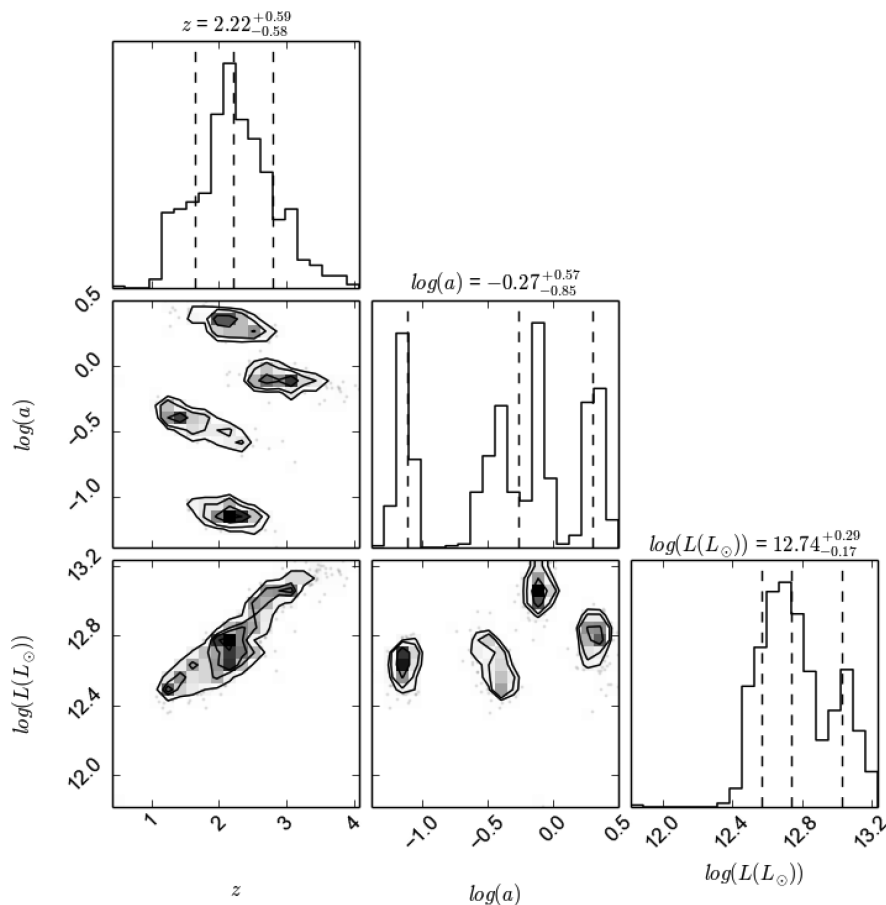 z = 2.22^{+0.59}_{-0.58}
log(a) = −0.27^{+0.57}_{-0.85}
log(L(L_⊙)) = 12.74^{+0.29}_{-0.17}
0.5
0.0
−0.5
−1.0
log(a)
13.2
12.8
12.4
12.0
log(L(L_⊙))
1 2 3 4
z
−1.0 −0.5 0.0 0.5
log(a)
12.0 12.4 12.8 13.2
log(L(L_⊙))